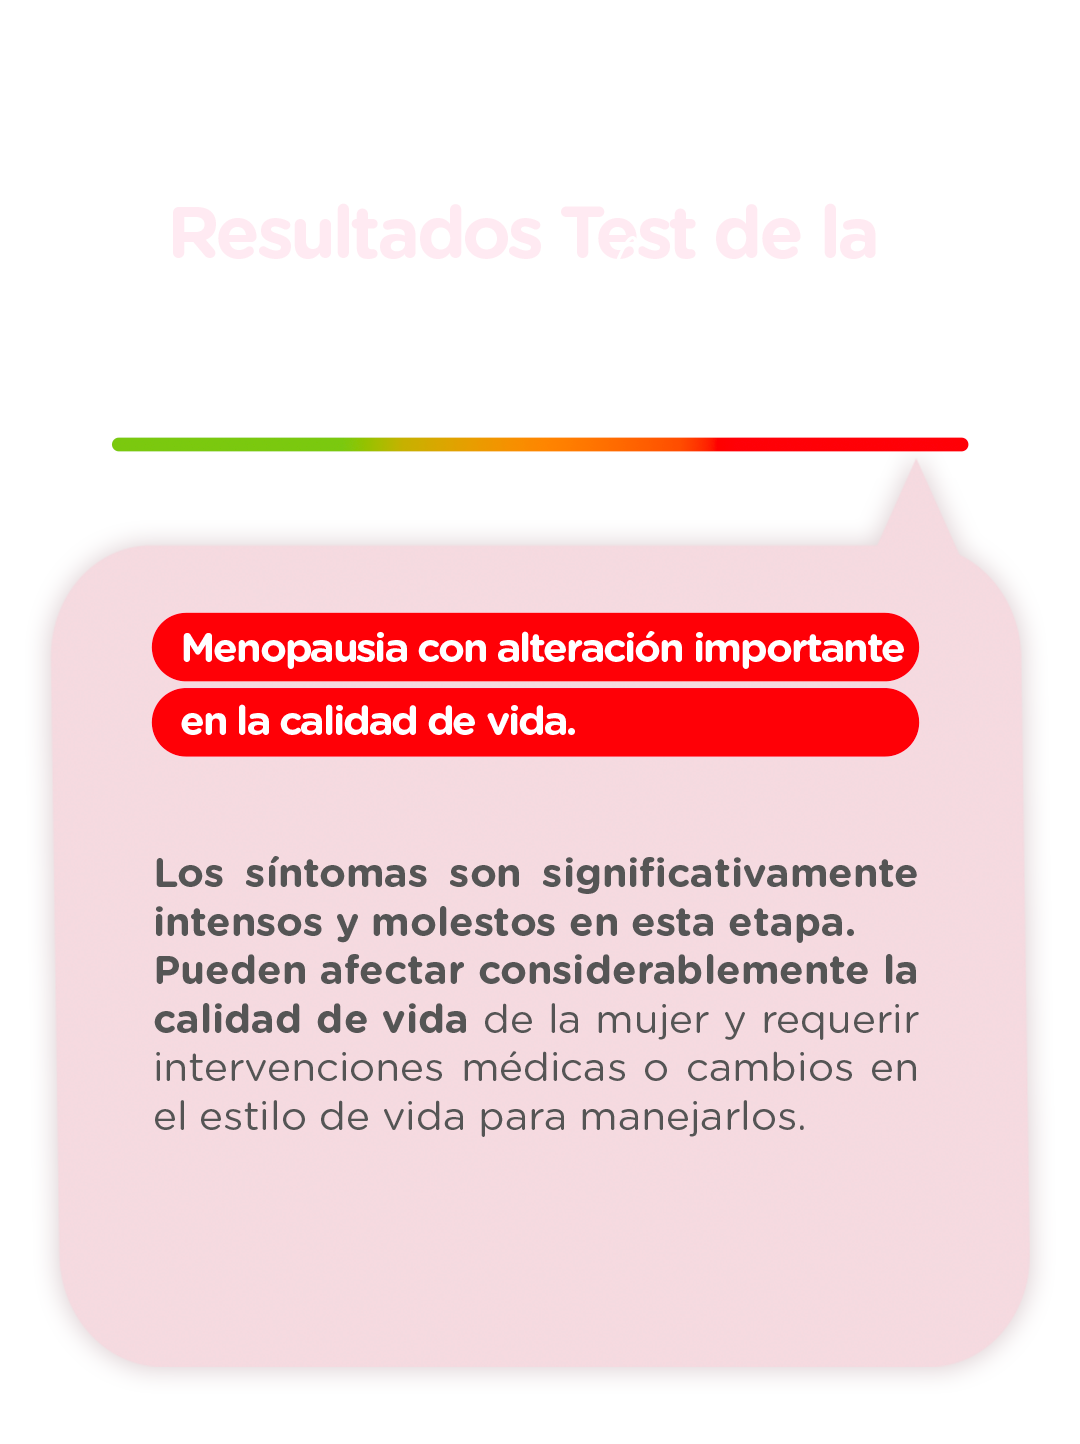 Resultados Test de la
Menopausia con alteración importante
en la calidad de vida.
Los síntomas son significativamente
intensos y molestos en esta etapa.
Pueden afectar considerablemente la
calidad de vida de la mujer y requerir
intervenciones médicas o cambios en
el estilo de vida para manejarlos.